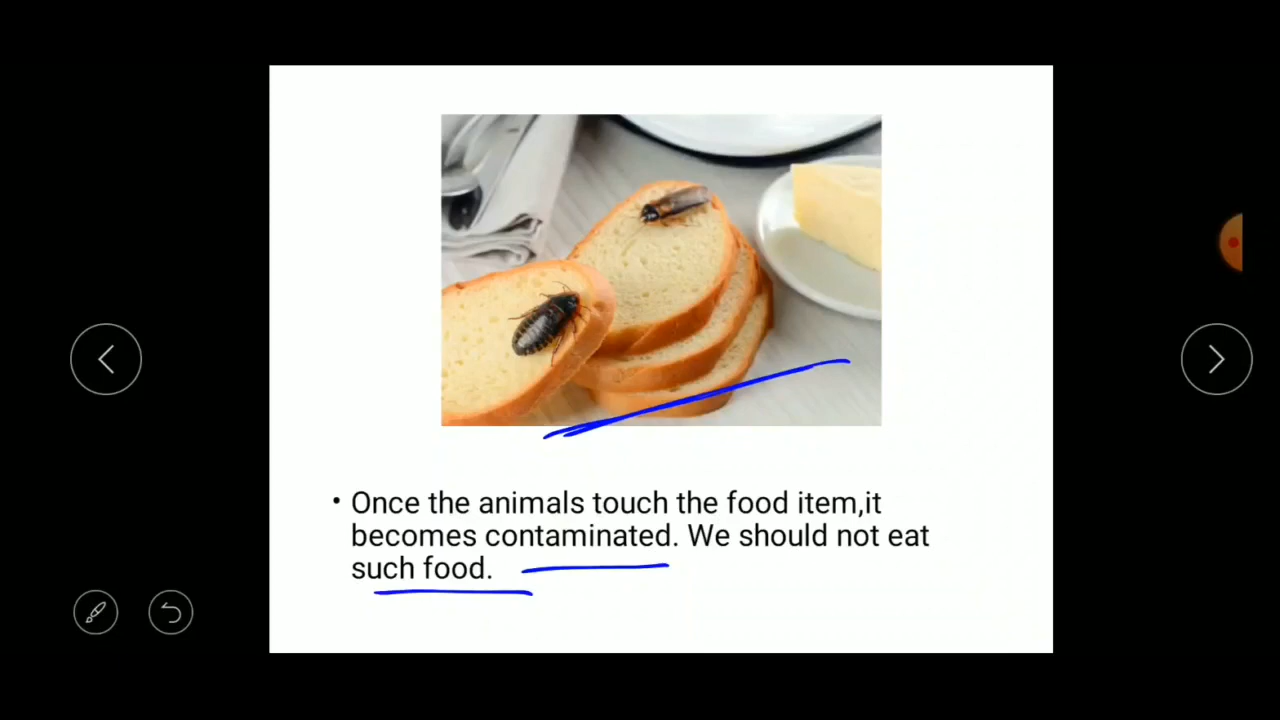 • Once the animals touch the food item,it
becomes contaminated. We should not eat
such food.